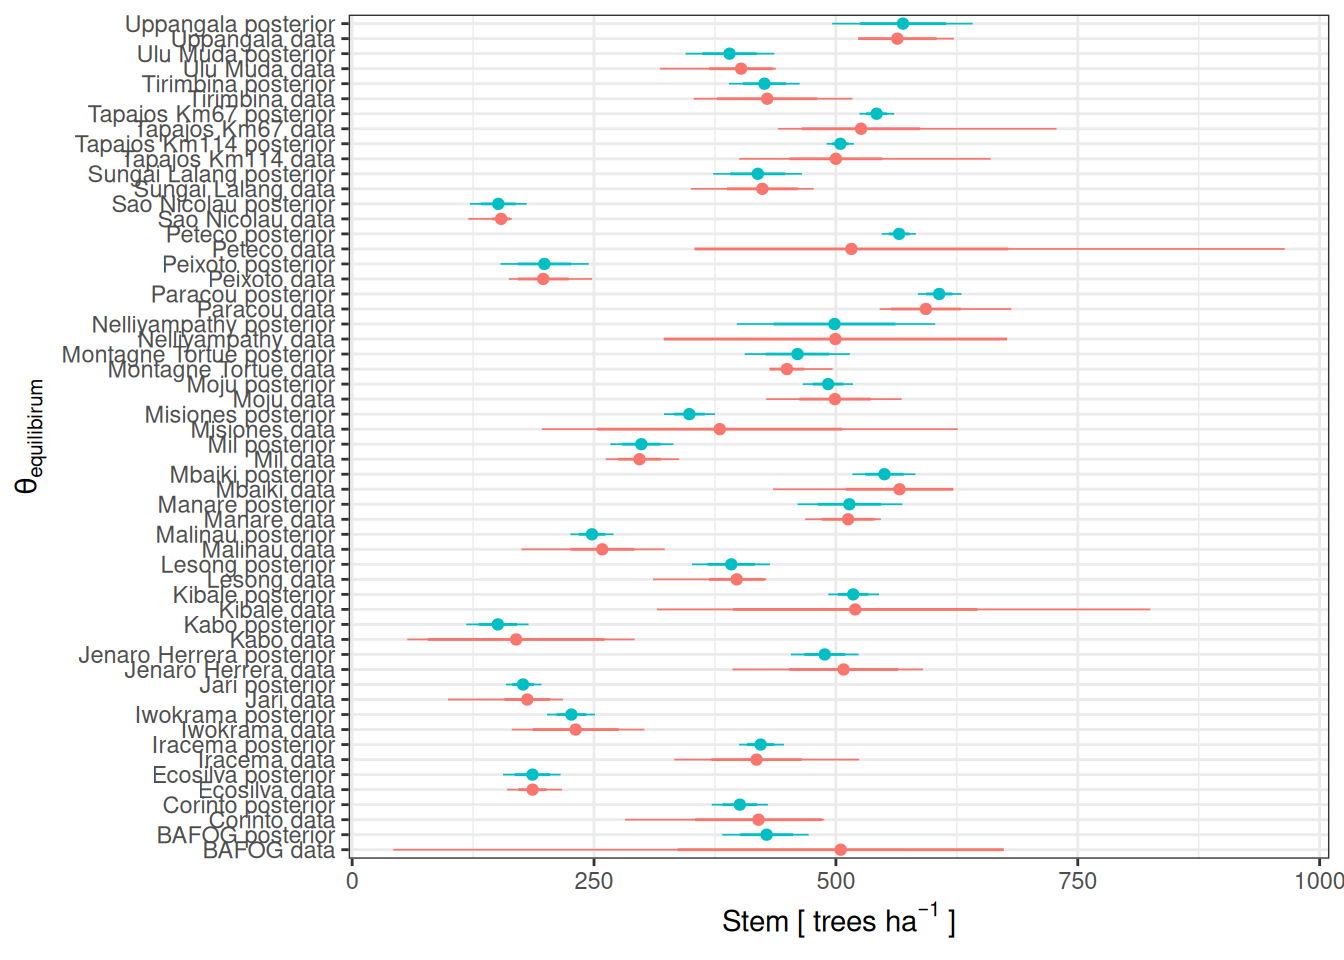 Uppangala posterior
Uppangala data
Ulu Muda posterior
Ulu Muda data
Tirimbina posterior
Tirimbina data
Tapajos Km67 posterior
Tapajos Km67 data
Tapajos Km114 posterior
Tapajos Km114 data
Sungai Lalang posterior
Sungai Lalang data
Sao Nicolau posterior
Sao Nicolau data
Peteco posterior
Peteco data
Peixoto posterior
Peixoto data
Paracou posterior
Paracou data
Nelliyampathy posterior
Nelliyampathy data
Montagne Tortue posterior
Montagne Tortue data
Moju posterior
Moju data
Misiones posterior
Misiones data
Mil posterior
Mil data
Mbaiki posterior
Mbaiki data
Manare posterior
Manare data
Malinau posterior
Malinau data
Lesong posterior
Lesong data
Kibale posterior
Kibale data
Kabo posterior
Kabo data
Jenaro Herrera posterior
Jenaro Herrera data
Jari posterior
Jari data
Iwokrama posterior
Iwokrama data
Iracema posterior
Iracema data
Ecosilva posterior
Ecosilva data
Corinto posterior
Corinto data
BAFOG posterior
BAFOG data
θequilibirum
0 250 500 750 1000
Stem [ trees ha⁻¹ ]